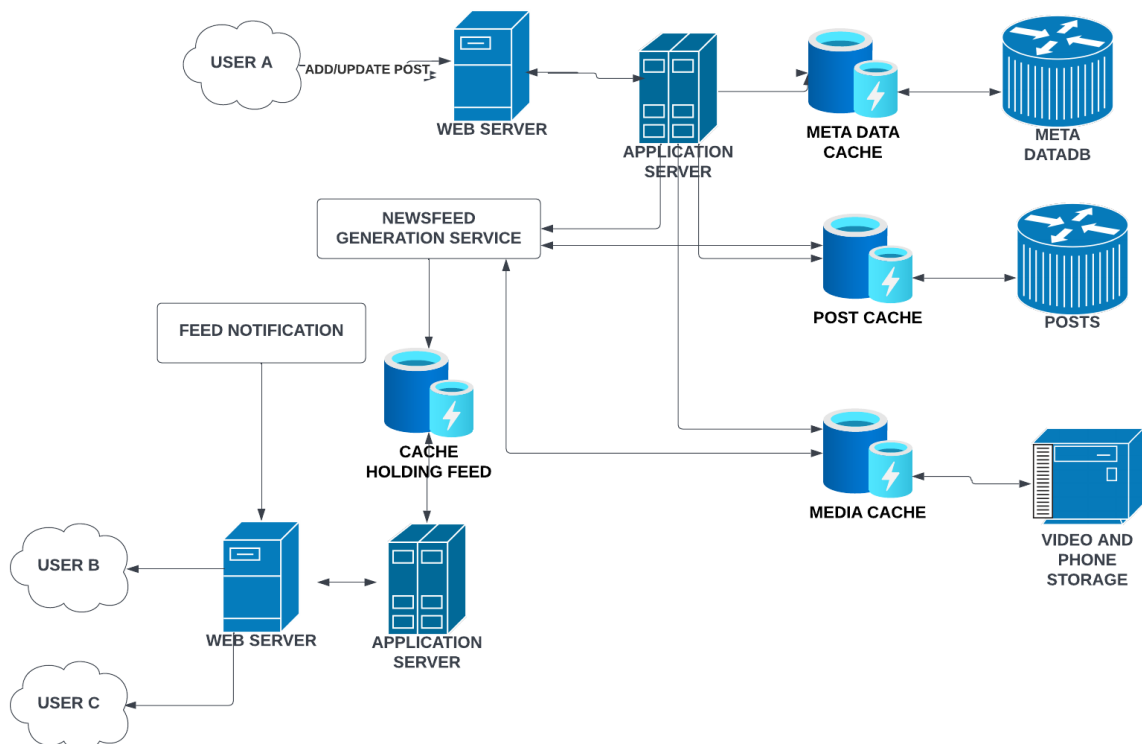 USER A
ADD/UPDATE POST
WEB SERVER
APPLICATION
SERVER
META DATA
CACHE
META
DATADB
NEWSFEED
GENERATION SERVICE
POST CACHE
POSTS
FEED NOTIFICATION
CACHE
HOLDING FEED
MEDIA CACHE
VIDEO AND
PHONE
STORAGE
USER B
WEB SERVER
APPLICATION
SERVER
USER C